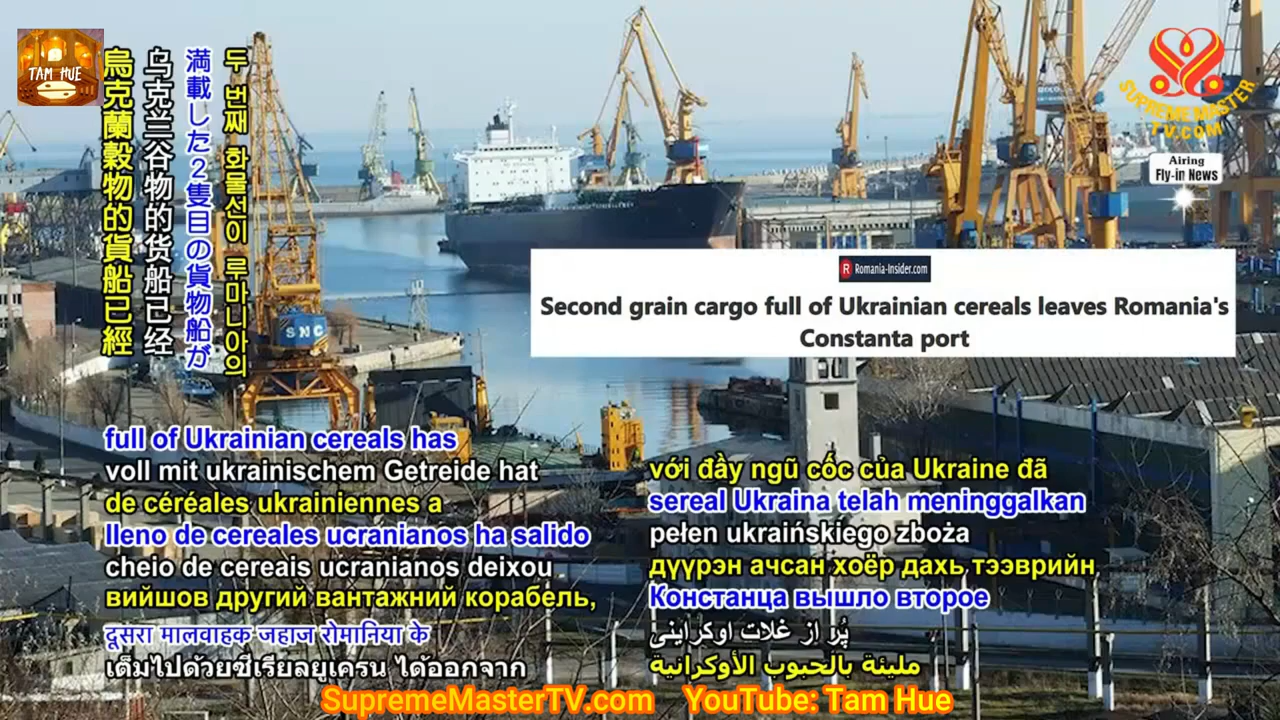 TAM HUE
烏克蘭穀物的貨船已經
乌克兰谷物的货船已经
満載した2隻目の貨物船が
두 번째 화물선이 루마니아의
SUPREME MASTER
TV.COM
Airing
Fly-in News
R Romania-Insider.com
Second grain cargo full of Ukrainian cereals leaves Romania's
Constanta port
SNC
full of Ukrainian cereals has
voll mit ukrainischem Getreide hat
de céréales ukrainiennes a
lleno de cereales ucranianos ha salido
cheio de cereais ucranianos deixou
вийшов другий вантажний корабель,
दूसरा मालवाहक जहाज रोमानिया के
เต็มไปด้วยซีเรียลยูเครน ได้ออกจาก
với đầy ngũ cốc của Ukraine đã
sereal Ukraina telah meninggalkan
pełen ukraińskiego zboża
дүүрэн ачсан хоёр дахь тээврийн
Констанца вышло второе
پُر از غلات اوکراینی
مليئة بالحبوب الأوكرانية
SupremeMasterTV.com YouTube: Tam Hue